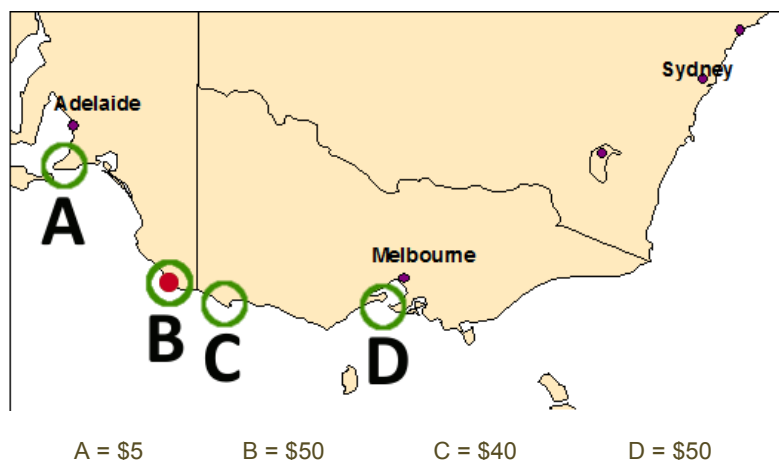 Sydney
Adelaide
A
Melbourne
B
C
D
A = $5 B = $50 C = $40 D = $50